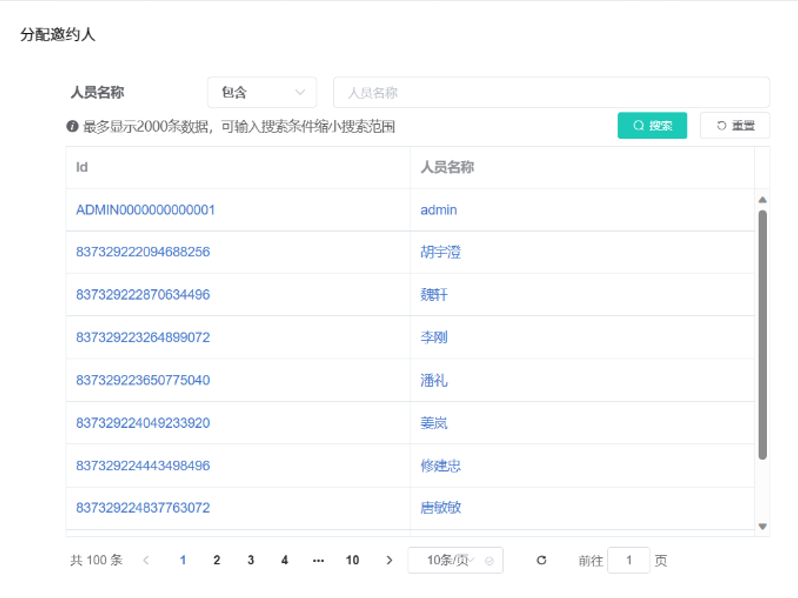 分配邀约人
人员名称 包含 人员名称
最多显示2000条数据，可输入搜索条件缩小搜索范围 搜索 重置
Id 人员名称
ADMIN0000000000001 admin
837329222094688256 胡宇澄
837329222870634496 魏轩
837329223264899072 李刚
837329223650775040 潘礼
837329224049233920 姜岚
837329224443498496 修建忠
837329224837763072 唐敏敏
共 100 条 1 2 3 4 ··· 10 10条/页 前往 1 页